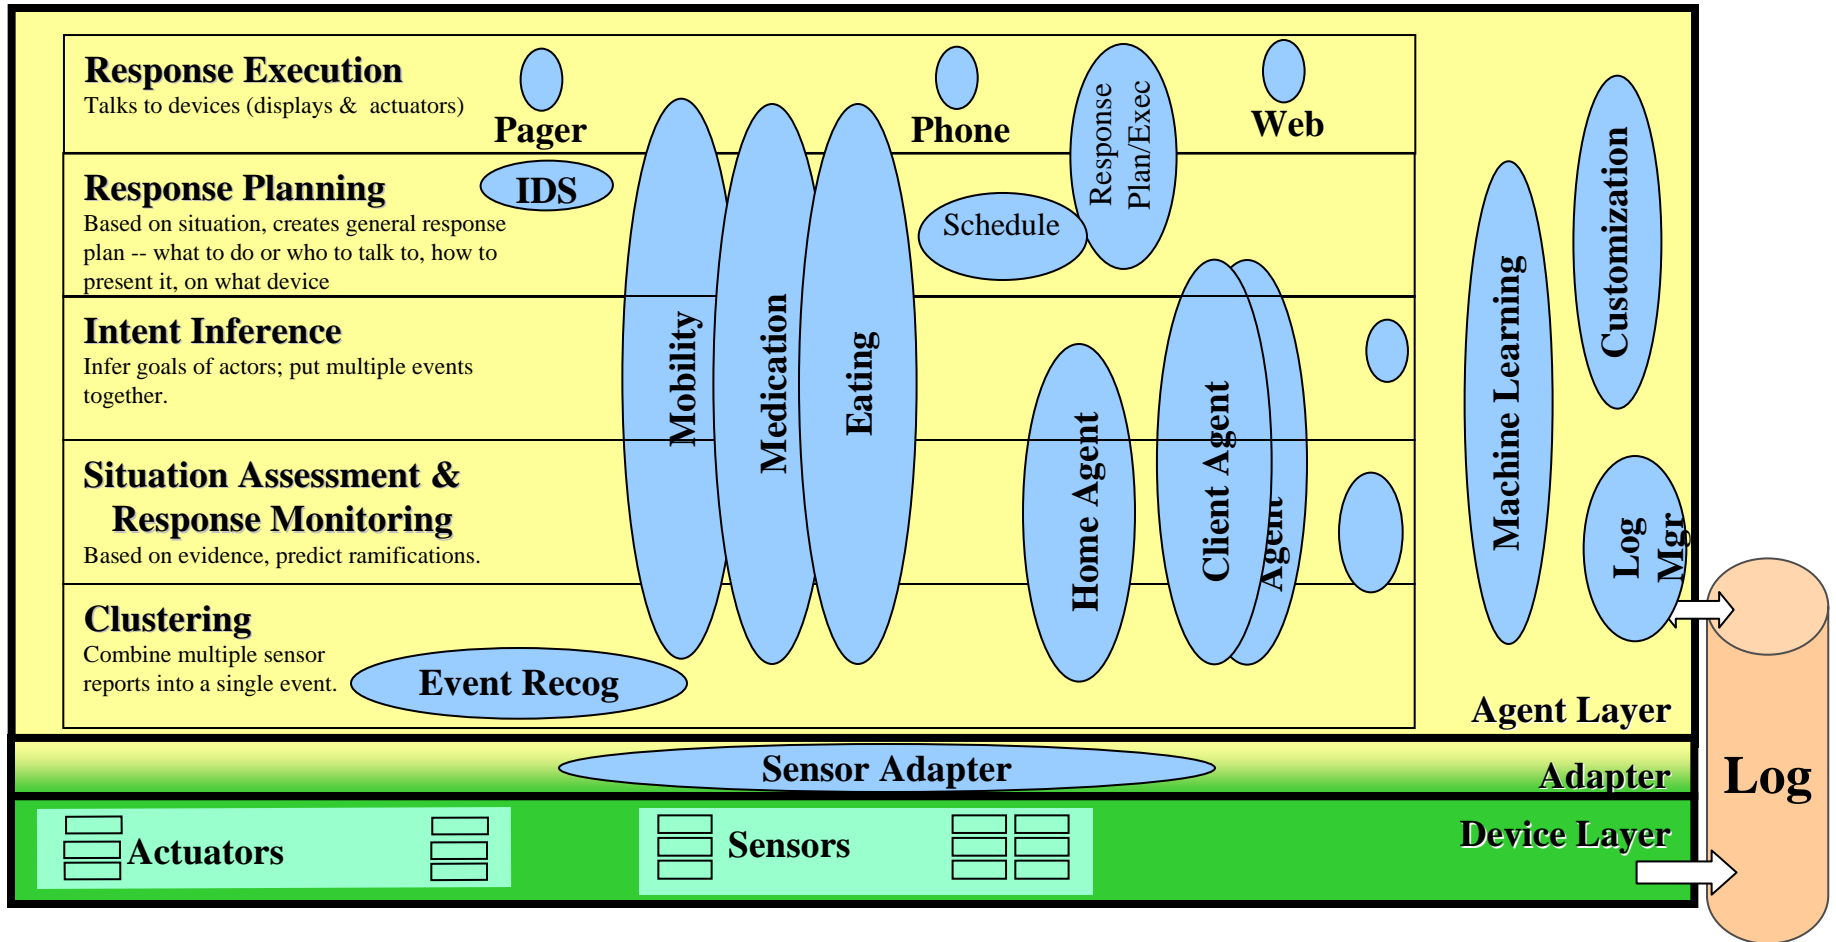 Response Execution
Talks to devices (displays & actuators)
Pager
Phone
Web
Response
Plan/Exec
Response Planning
Based on situation, creates general response
plan -- what to do or who to talk to, how to
present it, on what device
IDS
Schedule
Customization
Intent Inference
Infer goals of actors; put multiple events
together.
Mobility
Medication
Eating
Machine Learning
Situation Assessment &
Response Monitoring
Based on evidence, predict ramifications.
Home Agent
Client Agent
Agent
Log
Mgr
Clustering
Combine multiple sensor
reports into a single event.
Event Recog
Agent Layer
Sensor Adapter
Adapter
Log
Actuators
Sensors
Device Layer